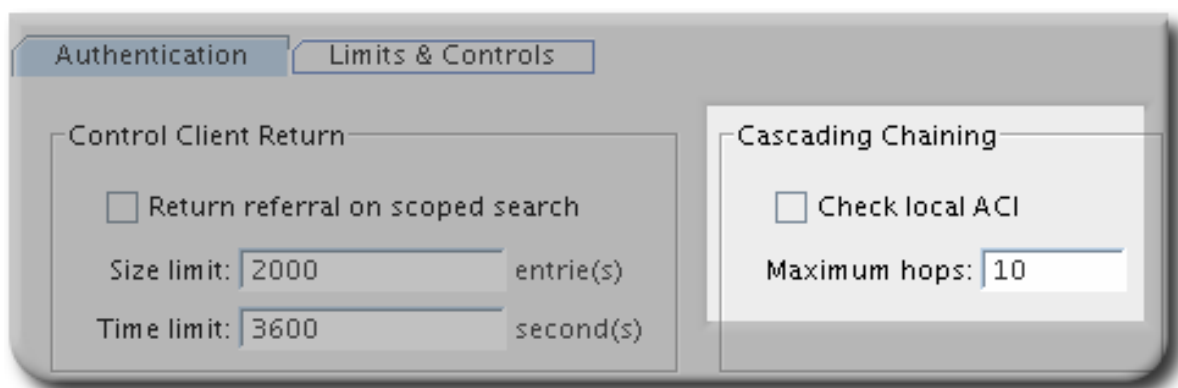 Authentication
Limits & Controls
Control Client Return
Return referral on scoped search
Size limit: 2000 entrie(s)
Time limit: 3600 second(s)
Cascading Chaining
Check local ACI
Maximum hops: 10